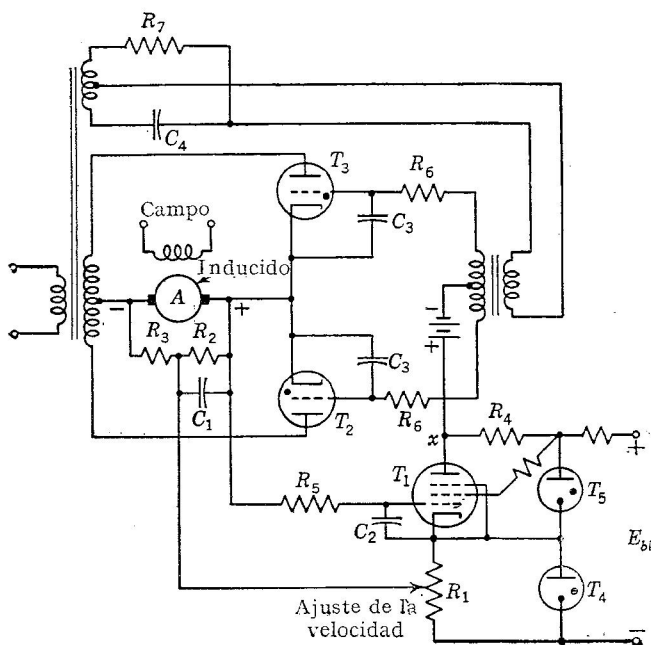 R₇
C₄
T₃
R₆
C₃
Campo
Inducido
A
−
+
R₃
R₂
C₁
−
+
C₃
T₂
R₆
x
R₄
+
T₁
T₅
R₅
C₂
R₁
T₄
Ajuste de la
velocidad
−